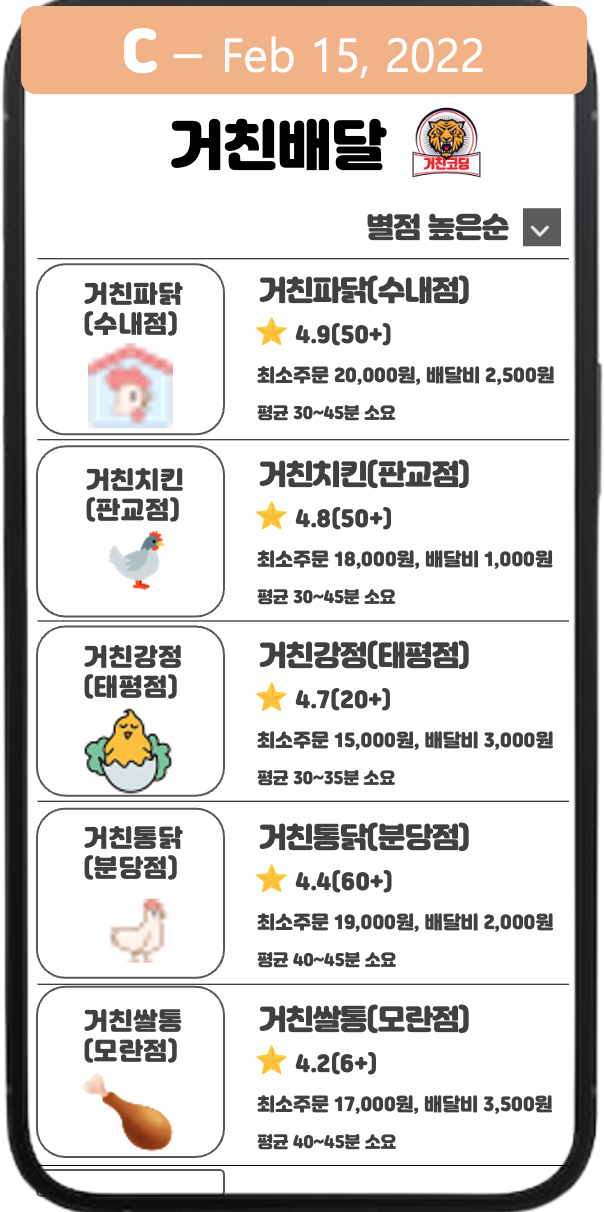 C – Feb 15, 2022
거친배달
거친코딩
별점 높은순
거친파닭
(수내점)
거친파닭(수내점)
4.9(50+)
최소주문 20,000원, 배달비 2,500원
평균 30~45분 소요
거친치킨
(판교점)
거친치킨(판교점)
4.8(50+)
최소주문 18,000원, 배달비 1,000원
평균 30~45분 소요
거친강정
(태평점)
거친강정(태평점)
4.7(20+)
최소주문 15,000원, 배달비 3,000원
평균 30~35분 소요
거친통닭
(분당점)
거친통닭(분당점)
4.4(60+)
최소주문 19,000원, 배달비 2,000원
평균 40~45분 소요
거친쌀통
(모란점)
거친쌀통(모란점)
4.2(6+)
최소주문 17,000원, 배달비 3,500원
평균 40~45분 소요